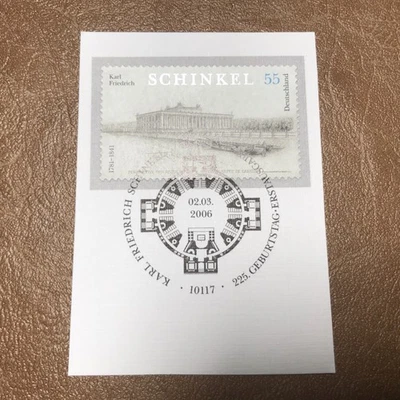 Karl
Friedrich
SCHINKEL
55
Deutschland
1781-1841
KARL FRIEDRICH SCHINKEL
02.03.
2006
· 10117 ·
225. GEBURTSTAG · ERSTAUSGABE